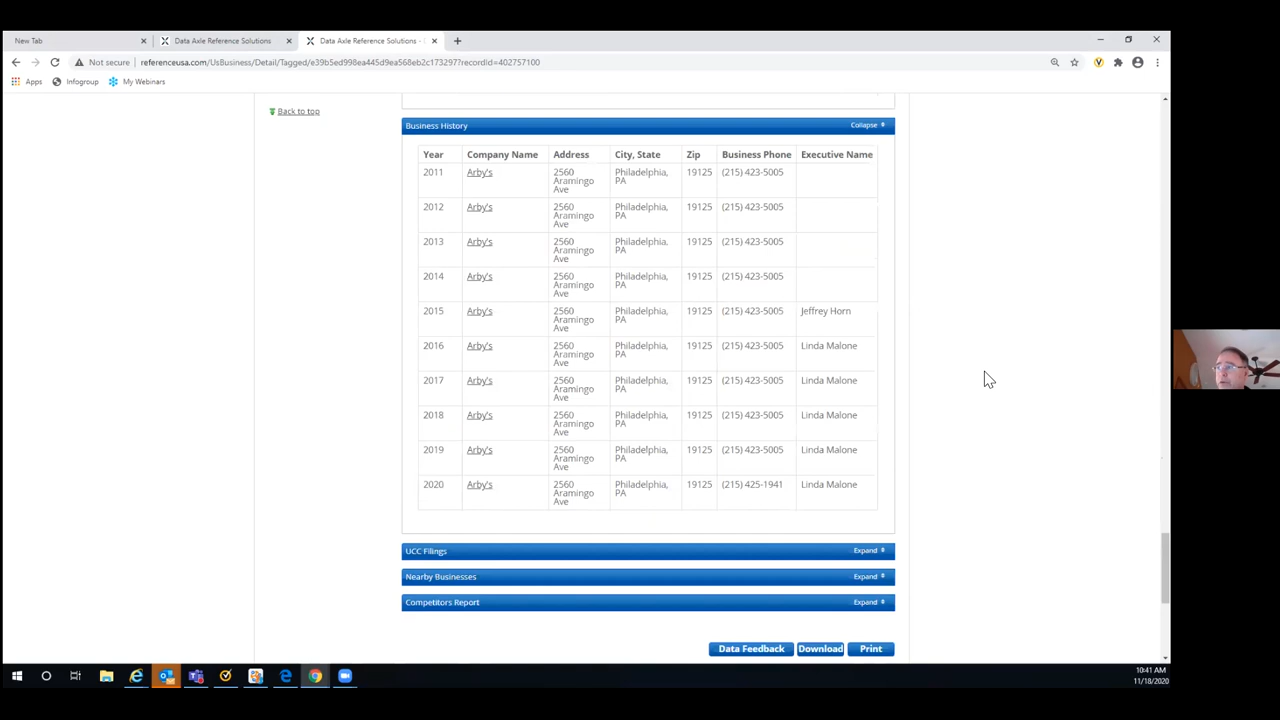 New Tab
Data Axle Reference Solutions
Data Axle Reference Solutions -
Not secure
referenceusa.com/UsBusiness/Detail/Tagged/e39b5ed998ea445d9ea568eb2c173297?recordId=402757100
Apps
Infogroup
My Webinars
Back to top
Business History
Collapse
Year Company Name Address City, State Zip Business Phone Executive Name
2011 Arby's 2560 Philadelphia, 19125 (215) 423-5005
Aramingo PA
Ave
2012 Arby's 2560 Philadelphia, 19125 (215) 423-5005
Aramingo PA
Ave
2013 Arby's 2560 Philadelphia, 19125 (215) 423-5005
Aramingo PA
Ave
2014 Arby's 2560 Philadelphia, 19125 (215) 423-5005
Aramingo PA
Ave
2015 Arby's 2560 Philadelphia, 19125 (215) 423-5005 Jeffrey Horn
Aramingo PA
Ave
2016 Arby's 2560 Philadelphia, 19125 (215) 423-5005 Linda Malone
Aramingo PA
Ave
2017 Arby's 2560 Philadelphia, 19125 (215) 423-5005 Linda Malone
Aramingo PA
Ave
2018 Arby's 2560 Philadelphia, 19125 (215) 423-5005 Linda Malone
Aramingo PA
Ave
2019 Arby's 2560 Philadelphia, 19125 (215) 423-5005 Linda Malone
Aramingo PA
Ave
2020 Arby's 2560 Philadelphia, 19125 (215) 425-1941 Linda Malone
Aramingo PA
Ave
UCC Filings
Expand
Nearby Businesses
Expand
Competitors Report
Expand
Data Feedback
Download
Print
10:41 AM
11/18/2020